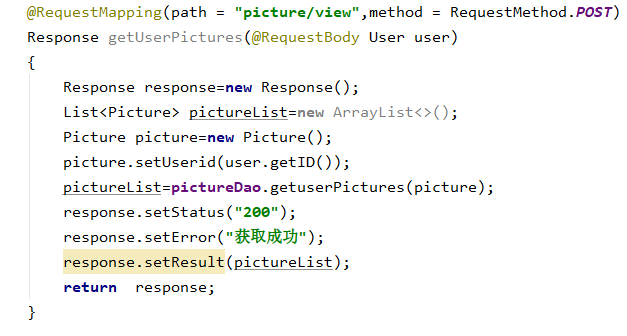 @RequestMapping(path = "picture/view",method = RequestMethod.POST)
Response getUserPictures(@RequestBody User user)
{
    Response response=new Response();
    List<Picture> pictureList=new ArrayList<>();
    Picture picture=new Picture();
    picture.setUserid(user.getID());
    pictureList=pictureDao.getuserPictures(picture);
    response.setStatus("200");
    response.setError("获取成功");
    response.setResult(pictureList);
    return  response;
}